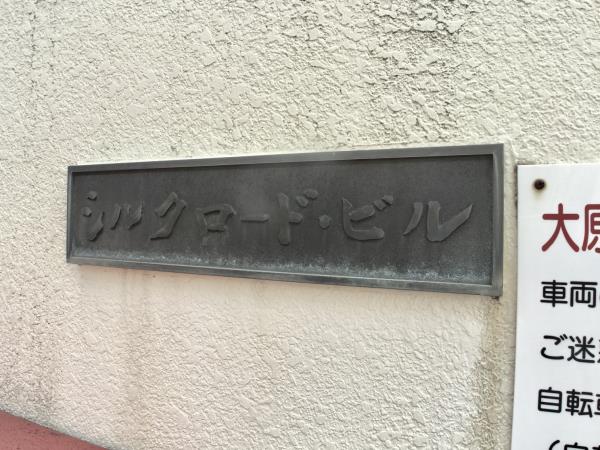 シルクロード・ビル
大原
車両
ご迷
自転車